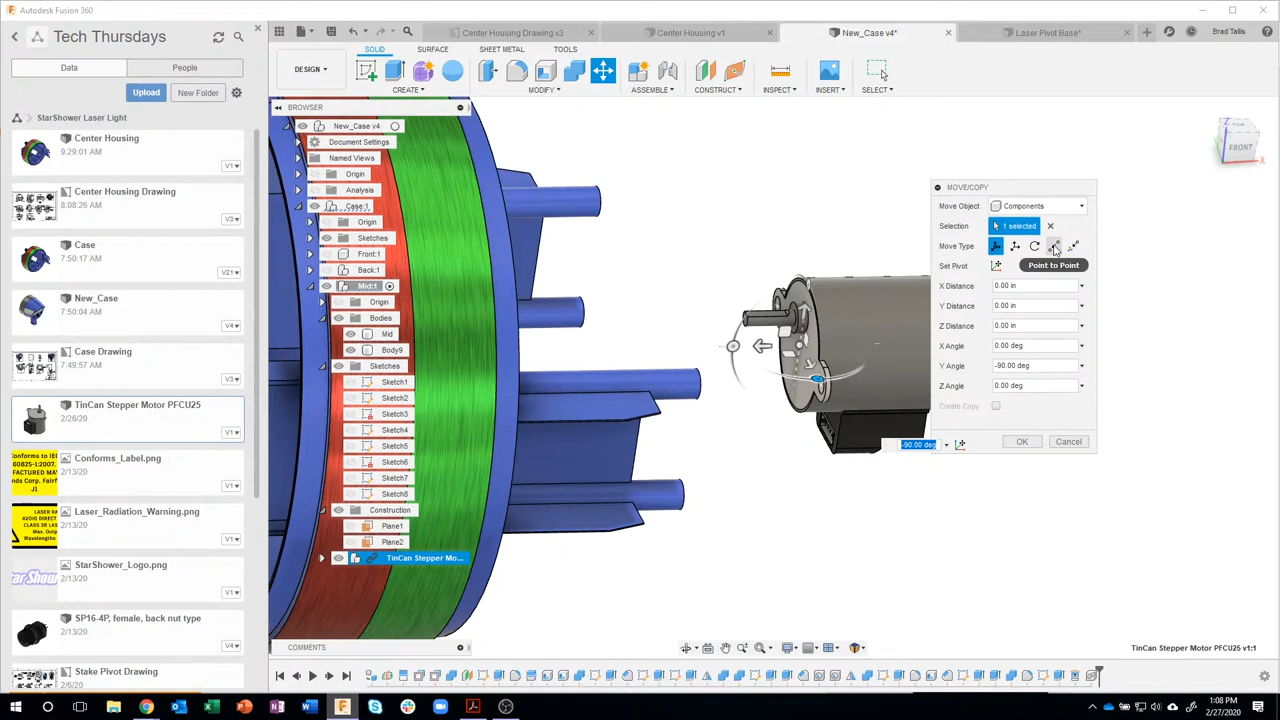 Autodesk Fusion 360
Tech Thursdays
Data
People
Upload
New Folder
StarShower Laser Light
Center Housing
9:29:01 AM
V1
Center Housing Drawing
8:08:26 AM
V3
Case
7:50:17 AM
V21
New_Case
7:50:04 AM
V4
Case Drawing
7:49:57 AM
V1
TinCan Stepper Motor PFCU25
2/26/20
V1
Conforms_Label.png
2/13/20
V1
Laser_Radiation_Warning.png
2/13/20
V1
StarShower_Logo.png
2/13/20
V1
SP16-4P, female, back nut type
2/13/20
V4
Stake Pivot Drawing
2/6/20
Center Housing Drawing v3
Center Housing v1
New_Case v4*
Laser Pivot Base*
Brad Tallis
DESIGN
SOLID
SURFACE
SHEET METAL
TOOLS
CREATE
MODIFY
ASSEMBLE
CONSTRUCT
INSPECT
INSERT
SELECT
BROWSER
New_Case v4
Document Settings
Named Views
Origin
Analysis
Case:1
Origin
Sketches
Front:1
Back:1
Mid:1
Origin
Bodies
Mid
Body9
Sketches
Sketch1
Sketch2
Sketch3
Sketch4
Sketch5
Sketch6
Sketch7
Sketch8
Construction
Plane1
Plane2
TinCan Stepper Mo...
COMMENTS
TOP
FRONT
X
MOVE/COPY
Move Object
Components
Selection
1 selected
Move Type
Set Pivot
Point to Point
X Distance
0.00 in
Y Distance
0.00 in
Z Distance
0.00 in
X Angle
0.00 deg
Y Angle
-90.00 deg
Z Angle
0.00 deg
Create Copy
OK
Cancel
-90.00 deg
TinCan Stepper Motor PFCU25 v1:1
1:08 PM
2/27/2020